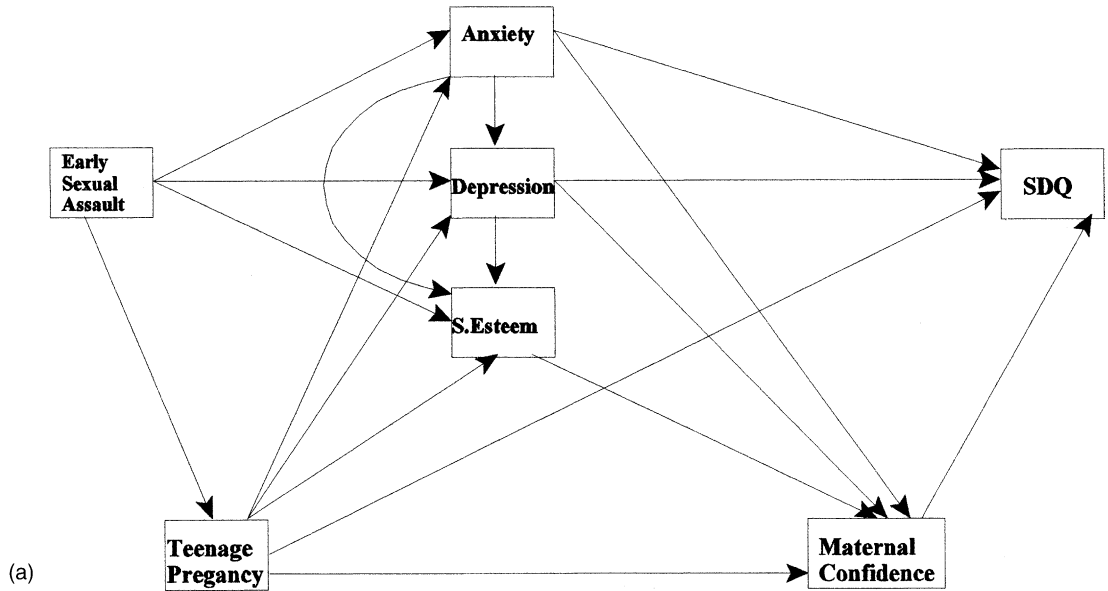 Anxiety
Early
Sexual
Assault
Depression
SDQ
S.Esteem
Teenage
Pregancy
Maternal
Confidence
(a)